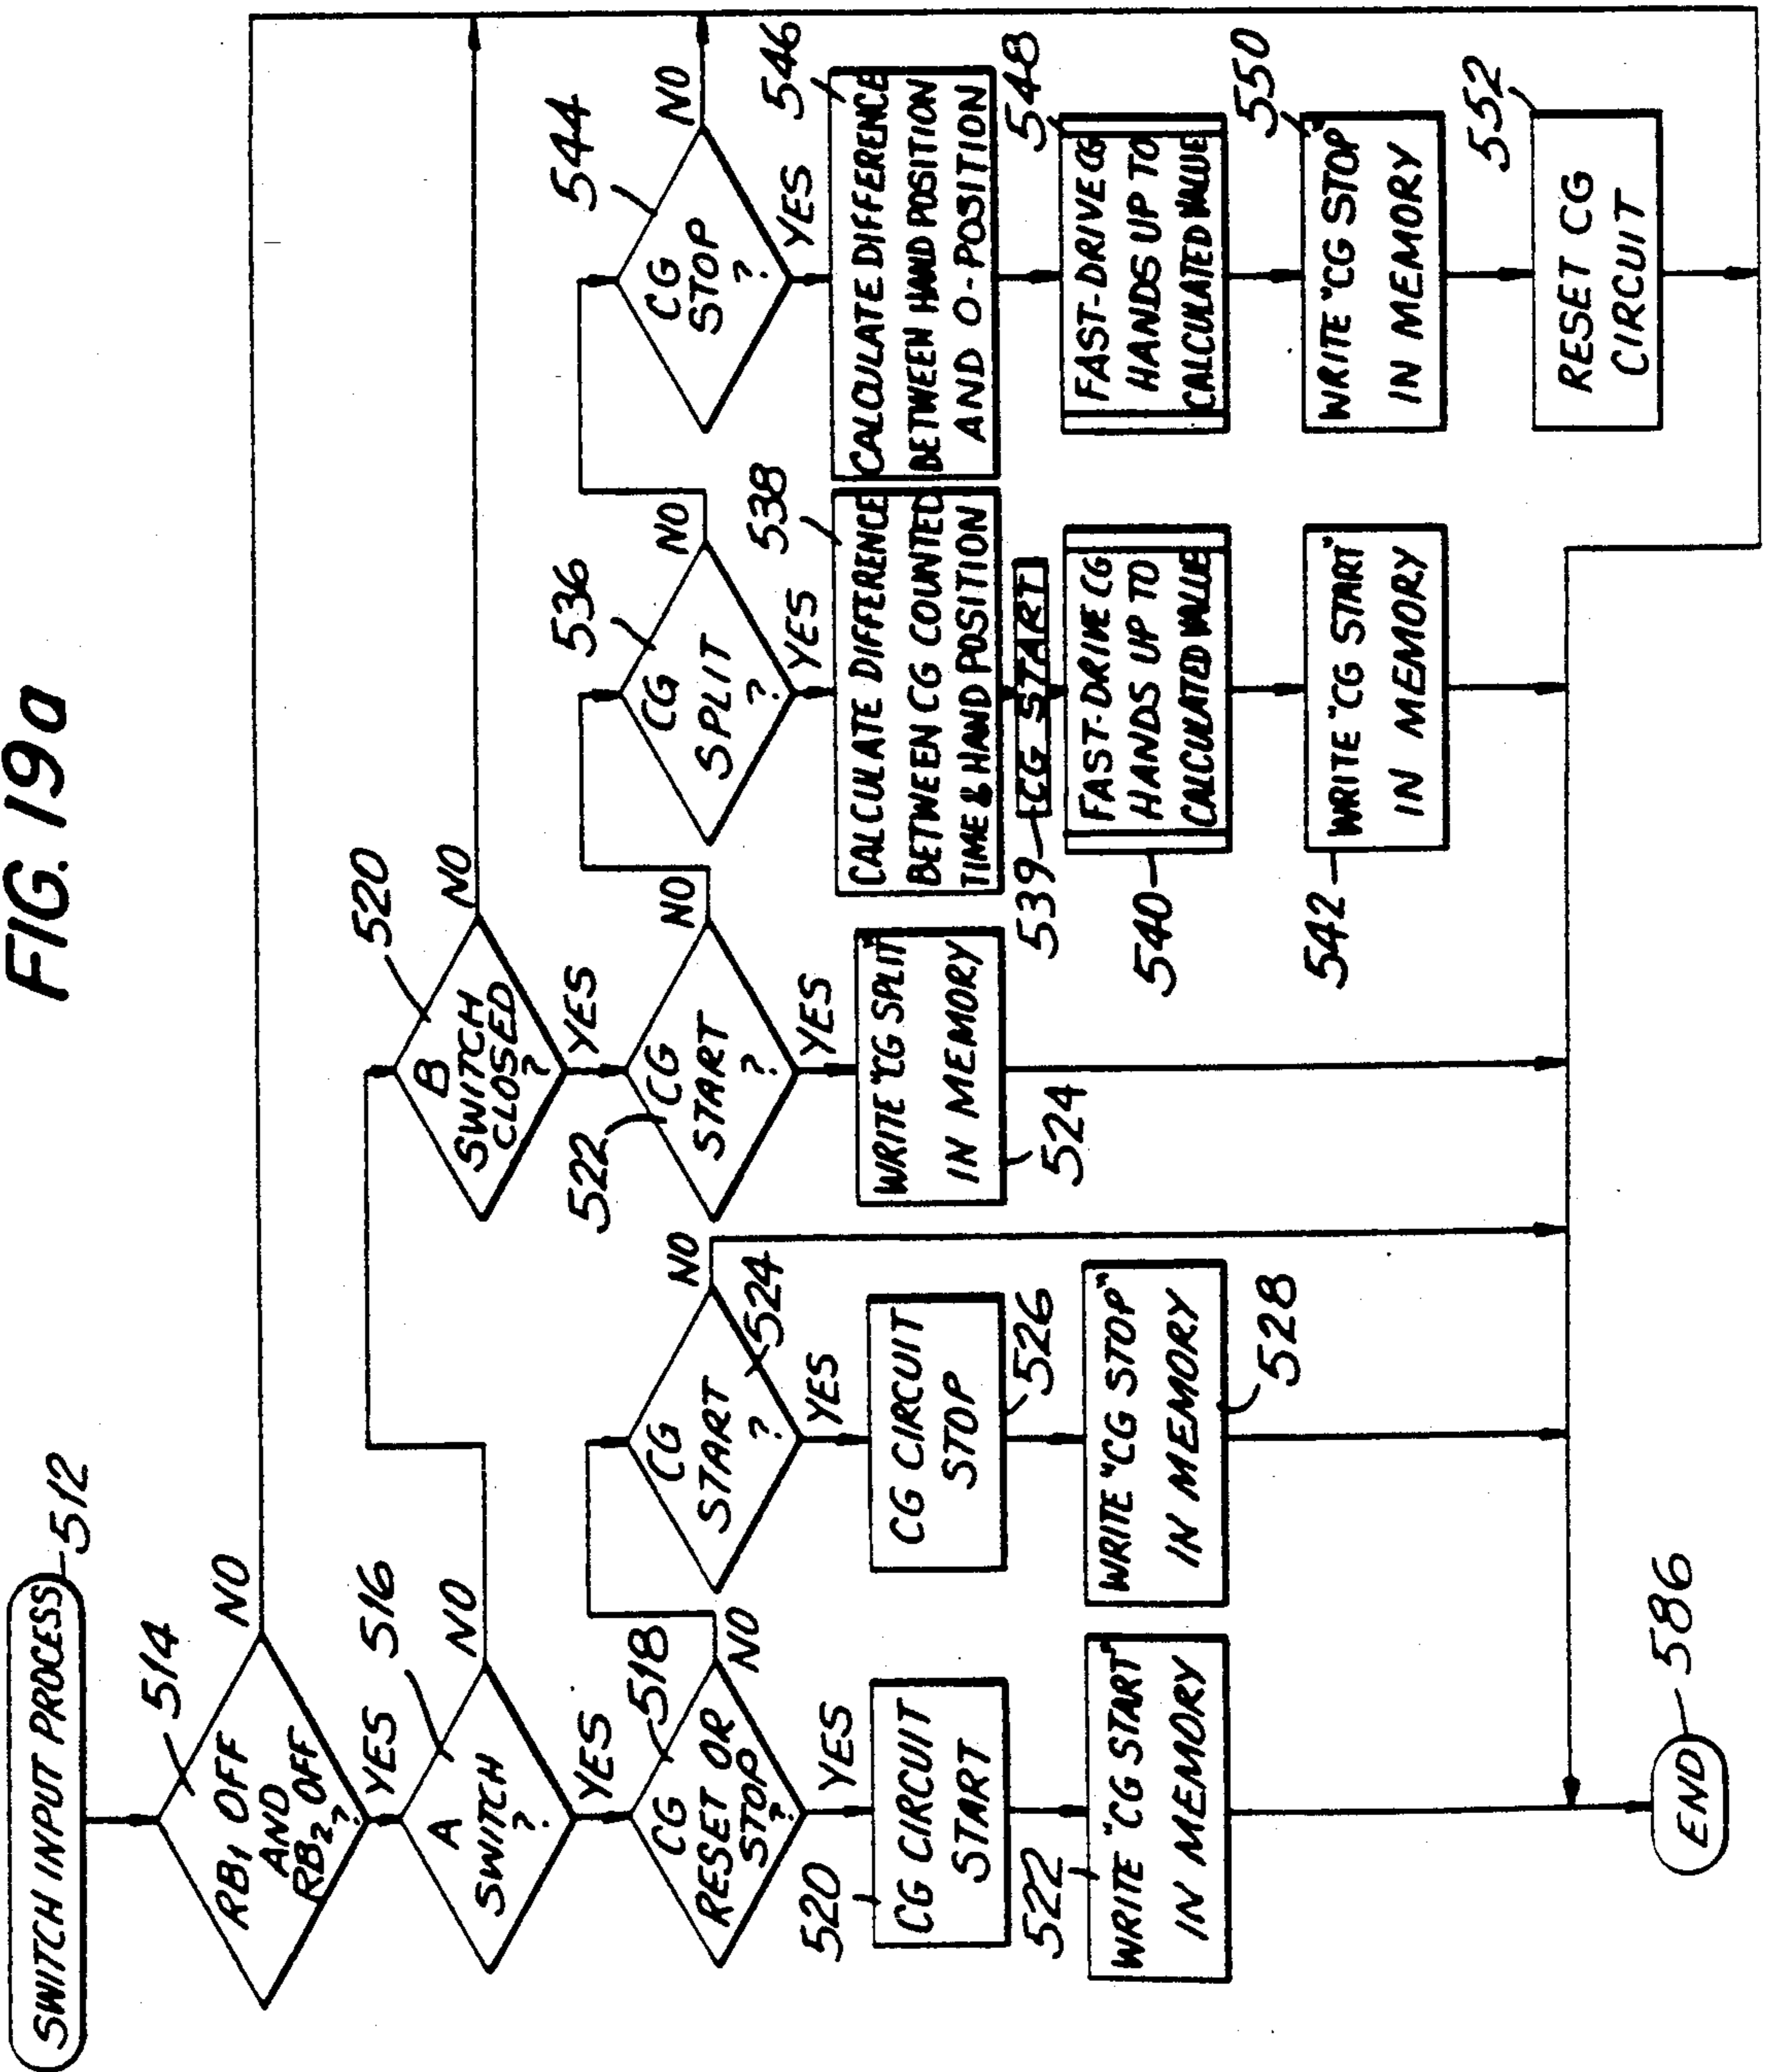 FIG. 19a
SWITCH INPUT PROCESS
512
RB1 OFF
AND
RB2 OFF
?
514
NO
YES
A
SWITCH
?
516
NO
YES
CG
RESET OR
STOP
?
518
NO
YES
520
CG CIRCUIT
START
522
WRITE "CG START"
IN MEMORY
CG
START
?
524
NO
YES
CG CIRCUIT
STOP
526
WRITE "CG STOP"
IN MEMORY
528
B
SWITCH
CLOSED
?
520
NO
YES
522
CG
START
?
NO
YES
WRITE "CG SPLIT"
IN MEMORY
524
CG
SPLIT
?
536
NO
YES
538
CALCULATE DIFFERENCE
BETWEEN CG COUNTED
TIME & HAND POSITION
539
CG START
540
FAST-DRIVE CG
HANDS UP TO
CALCULATED VALUE
542
WRITE "CG START"
IN MEMORY
CG
STOP
?
544
NO
YES
546
CALCULATE DIFFERENCE
BETWEEN HAND POSITION
AND 0-POSITION
548
FAST-DRIVE CG
HANDS UP TO
CALCULATED VALUE
550
WRITE "CG STOP"
IN MEMORY
552
RESET CG
CIRCUIT
END
586